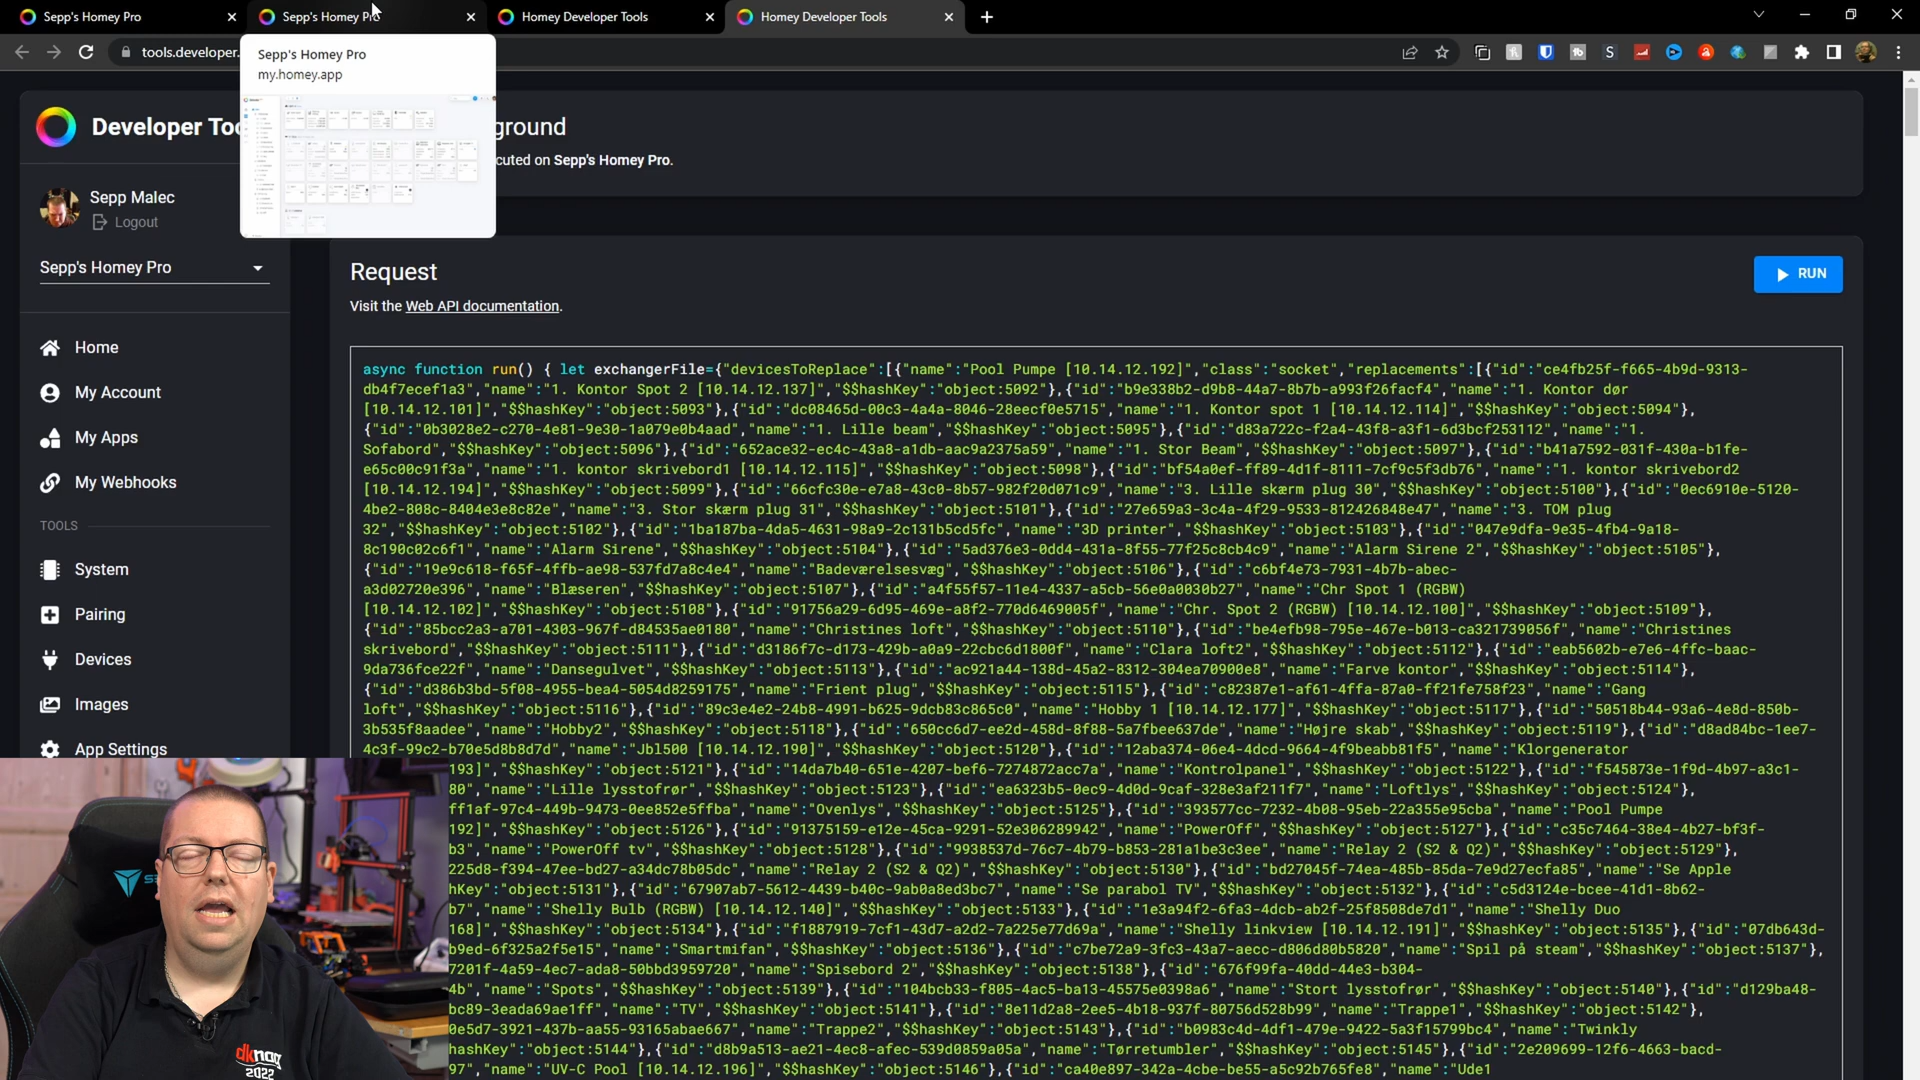 Sepp's Homey Pro
Sepp's Homey Pro
Homey Developer Tools
Homey Developer Tools
tools.developer.
Sepp's Homey Pro
my.homey.app
Developer Too
ground
cuted on Sepp's Homey Pro.
Sepp Malec
Logout
Sepp's Homey Pro
Home
My Account
My Apps
My Webhooks
TOOLS
System
Pairing
Devices
Images
App Settings
Request
RUN
Visit the Web API documentation.
async function run() { let exchangerFile={"devicesToReplace":[{"name":"Pool Pumpe [10.14.12.192]","class":"socket","replacements":[{"id":"ce4fb25f-f665-4b9d-9313-
db4f7ecef1a3","name":"1. Kontor Spot 2 [10.14.12.137]","$$hashKey":"object:5092"},{"id":"b9e338b2-d9b8-44a7-8b7b-a993f26facf4","name":"1. Kontor dør
[10.14.12.101]","$$hashKey":"object:5093"},{"id":"dc08465d-00c3-4a4a-8046-28eecf0e5715","name":"1. Kontor spot 1 [10.14.12.114]","$$hashKey":"object:5094"},
{"id":"0b3028e2-c270-4e81-9e30-1a079e0b4aad","name":"1. Lille beam","$$hashKey":"object:5095"},{"id":"d83a722c-f2a4-43f8-a3f1-6d3bcf253112","name":"1.
Sofabord","$$hashKey":"object:5096"},{"id":"652ace32-ec4c-43a8-a1db-aac9a2375a59","name":"1. Stor Beam","$$hashKey":"object:5097"},{"id":"b41a7592-031f-430a-b1fe-
e65c00c91f3a","name":"1. kontor skrivebord1 [10.14.12.115]","$$hashKey":"object:5098"},{"id":"bf54a0ef-ff89-4d1f-8111-7cf9c5f3db76","name":"1. kontor skrivebord2
[10.14.12.194]","$$hashKey":"object:5099"},{"id":"66cfc30e-e7a8-43c0-8b57-982f20d071c9","name":"3. Lille skærm plug 30","$$hashKey":"object:5100"},{"id":"0ec6910e-5120-
4be2-808c-8404e3e8c82e","name":"3. Stor skærm plug 31","$$hashKey":"object:5101"},{"id":"27e659a3-3c4a-4f29-9533-812426848e47","name":"3. TOM plug
32","$$hashKey":"object:5102"},{"id":"1ba187ba-4da5-4631-98a9-2c131b5cd5fc","name":"3D printer","$$hashKey":"object:5103"},{"id":"047e9dfa-9e35-4fb4-9a18-
8c190c02c6f1","name":"Alarm Sirene","$$hashKey":"object:5104"},{"id":"5ad376e3-0dd4-431a-8f55-77f25c8cb4c9","name":"Alarm Sirene 2","$$hashKey":"object:5105"},
{"id":"19e9c618-f65f-4ffb-ae98-537fd7a8c4e4","name":"Badeværelsesvæg","$$hashKey":"object:5106"},{"id":"c6bf4e73-7931-4b7b-abec-
a3d02720e396","name":"Blæseren","$$hashKey":"object:5107"},{"id":"a4f55f57-11e4-4337-a5cb-56e0a0030b27","name":"Chr Spot 1 (RGBW)
[10.14.12.102]","$$hashKey":"object:5108"},{"id":"91756a29-6d95-469e-a8f2-770d6469005f","name":"Chr. Spot 2 (RGBW) [10.14.12.100]","$$hashKey":"object:5109"},
{"id":"85bcc2a3-a701-4303-967f-d84535ae0180","name":"Christines loft","$$hashKey":"object:5110"},{"id":"be4efb98-795e-467e-b013-ca321739056f","name":"Christines
skrivebord","$$hashKey":"object:5111"},{"id":"d3186f7c-d173-429b-a0a9-22cbc6d1800f","name":"Clara loft2","$$hashKey":"object:5112"},{"id":"eab5602b-e7e6-4ffc-baac-
9da736fce22f","name":"Dansegulvet","$$hashKey":"object:5113"},{"id":"ac921a44-138d-45a2-8312-304ea70900e8","name":"Farve kontor","$$hashKey":"object:5114"},
{"id":"d386b3bd-5f08-4955-bea4-5054d8259175","name":"Frient plug","$$hashKey":"object:5115"},{"id":"c82387e1-af61-4ffa-87a0-ff21fe758f23","name":"Gang
loft","$$hashKey":"object:5116"},{"id":"89c3e4e2-24b8-4991-b625-9dcb83c865c0","name":"Hobby 1 [10.14.12.177]","$$hashKey":"object:5117"},{"id":"50518b44-93a6-4e8d-850b-
3b535f8aadee","name":"Hobby2","$$hashKey":"object:5118"},{"id":"650cc6d7-ee2d-458d-8f88-5a7fbee637de","name":"Højre skab","$$hashKey":"object:5119"},{"id":"d8ad84bc-1ee7-
4c3f-99c2-b70e5d8b8d7d","name":"Jbl500 [10.14.12.190]","$$hashKey":"object:5120"},{"id":"12aba374-06e4-4dcd-9664-4f9beabb81f5","name":"Klorgenerator
193]","$$hashKey":"object:5121"},{"id":"14da7b40-651e-4207-bef6-7274872acc7a","name":"Kontrolpanel","$$hashKey":"object:5122"},{"id":"f545873e-1f9d-4b97-a3c1-
80","name":"Lille lysstofrør","$$hashKey":"object:5123"},{"id":"ea6323b5-0ec9-4d0d-9caf-328e3af211f7","name":"Loftlys","$$hashKey":"object:5124"},
ff1af-97c4-449b-9473-0ee852e5ffba","name":"Ovenlys","$$hashKey":"object:5125"},{"id":"393577cc-7232-4b08-95eb-22a355e95cba","name":"Pool Pumpe
192]","$$hashKey":"object:5126"},{"id":"91375159-e12e-45ca-9291-52e306289942","name":"PowerOff","$$hashKey":"object:5127"},{"id":"c35c7464-38e4-4b27-bf3f-
b3","name":"PowerOff tv","$$hashKey":"object:5128"},{"id":"9938537d-76c7-4b79-b853-281a1be3c3ee","name":"Relay 2 (S2 & Q2)","$$hashKey":"object:5129"},
225d8-f394-47ee-bd27-a34dc78b05dc","name":"Relay 2 (S2 & Q2)","$$hashKey":"object:5130"},{"id":"bd27045f-74ea-485b-85da-7e9d27ecfa85","name":"Se Apple
hKey":"object:5131"},{"id":"67907ab7-5612-4439-b40c-9ab0a8ed3bc7","name":"Se parabol TV","$$hashKey":"object:5132"},{"id":"c5d3124e-bcee-41d1-8b62-
b7","name":"Shelly Bulb (RGBW) [10.14.12.140]","$$hashKey":"object:5133"},{"id":"1e3a94f2-6fa3-4dcb-ab2f-25f8508de7d1","name":"Shelly Duo
168]","$$hashKey":"object:5134"},{"id":"f1887919-7cf1-43d7-a2d2-7a225e77d69a","name":"Shelly linkview [10.14.12.191]","$$hashKey":"object:5135"},{"id":"07db643d-
b9ed-6f325a2f5e15","name":"Smartmifan","$$hashKey":"object:5136"},{"id":"c7be72a9-3fc3-43a7-aecc-d806d80b5820","name":"Spil på steam","$$hashKey":"object:5137"},
7201f-4a59-4ec7-ada8-50bbd3959720","name":"Spisebord 2","$$hashKey":"object:5138"},{"id":"676f99fa-40dd-44e3-b304-
4b","name":"Spots","$$hashKey":"object:5139"},{"id":"104bcb33-f805-4ac5-ba13-45575e0398a6","name":"Stort lysstofrør","$$hashKey":"object:5140"},{"id":"d129ba48-
bc89-3eada69ae1ff","name":"TV","$$hashKey":"object:5141"},{"id":"8e11d2a8-2ee5-4b18-937f-80756d528b99","name":"Trappe1","$$hashKey":"object:5142"},
0e5d7-3921-437b-aa55-93165abae667","name":"Trappe2","$$hashKey":"object:5143"},{"id":"b0983c4d-4df1-479e-9422-5a3f15799bc4","name":"Twinkly
hashKey":"object:5144"},{"id":"d8b9a513-ae21-4ec8-afec-539d0859a05a","name":"Tørretumbler","$$hashKey":"object:5145"},{"id":"2e209699-12f6-4663-bacd-
97","name":"UV-C Pool [10.14.12.196]","$$hashKey":"object:5146"},{"id":"ca40e897-342a-4cbe-be55-a5c92b765fe8","name":"Ude1
dknog
2022